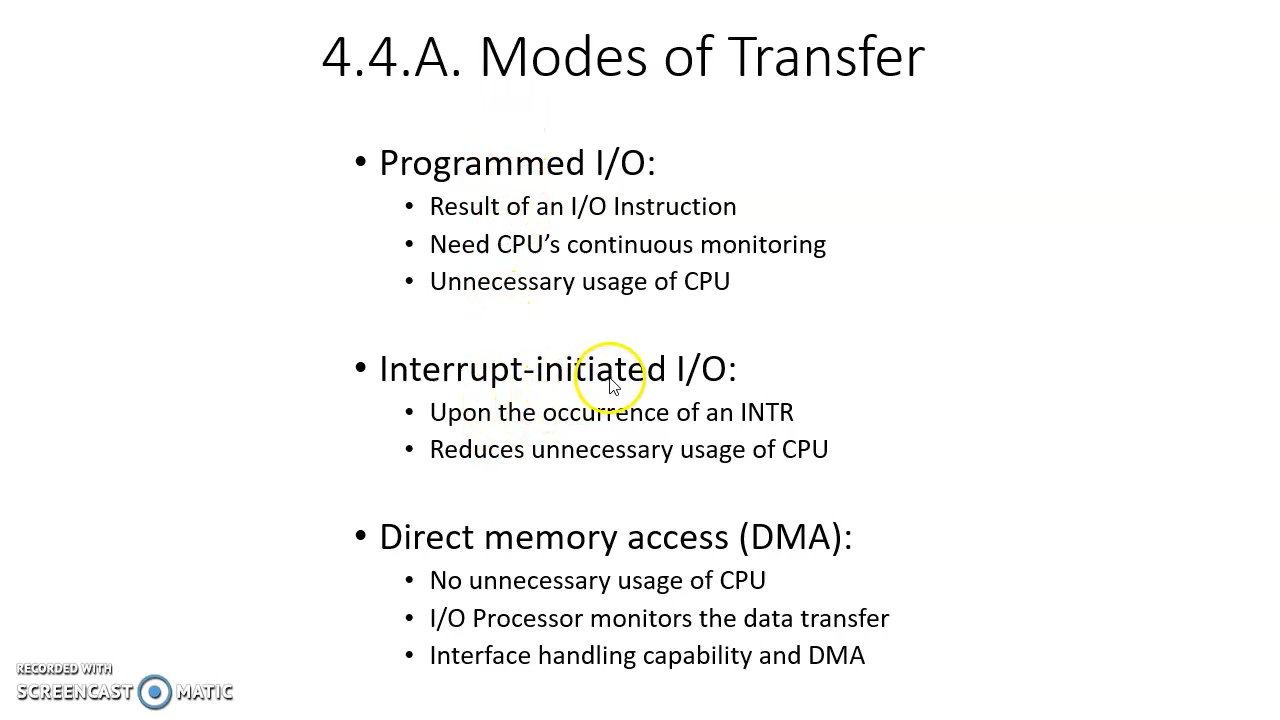 4.4.A. Modes of Transfer
• Programmed I/O:
• Result of an I/O Instruction
• Need CPU’s continuous monitoring
• Unnecessary usage of CPU
• Interrupt-initiated I/O:
• Upon the occurrence of an INTR
• Reduces unnecessary usage of CPU
• Direct memory access (DMA):
• No unnecessary usage of CPU
• I/O Processor monitors the data transfer
• Interface handling capability and DMA
RECORDED WITH
SCREENCAST MATIC